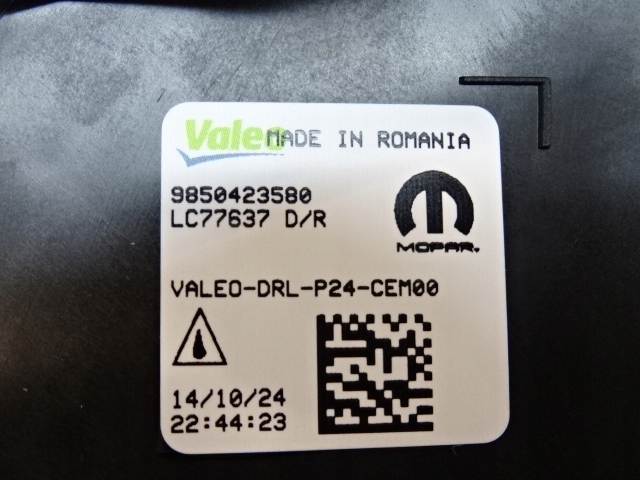 Valeo MADE IN ROMANIA
9850423580
LC77637 D/R
MOPAR.
VALEO-DRL-P24-CEM00
14/10/24
22:44:23